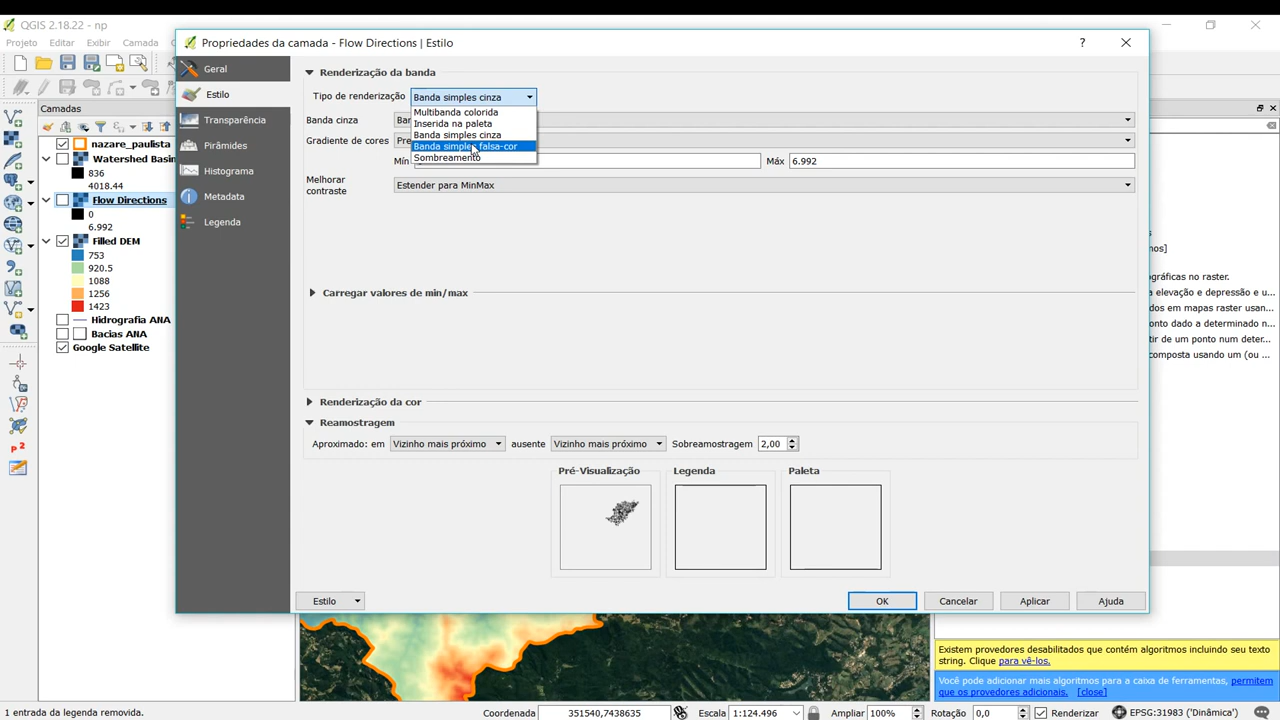 QGIS 2.18.22 - np
Projeto Editar Exibir Camada
Propriedades da camada - Flow Directions | Estilo
Geral
Estilo
Transparência
Pirâmides
Histograma
Metadata
Legenda
Camadas
nazare_paulista
Watershed Basin
836
4018.44
Flow Directions
0
6.992
Filled DEM
753
920.5
1088
1256
1423
Hidrografia ANA
Bacias ANA
Google Satellite
Renderização da banda
Tipo de renderização Banda simples cinza
Multibanda colorida
Inserida na paleta
Banda simples cinza
Banda simples falsa-cor
Sombreamento
Banda cinza
Gradiente de cores
Máx 6.992
Melhorar contraste Estender para MinMax
Carregar valores de min/max
Renderização da cor
Reamostragem
Aproximado: em Vizinho mais próximo ausente Vizinho mais próximo Sobreamostragem 2,00
Pré-Visualização Legenda Paleta
Estilo OK Cancelar Aplicar Ajuda
ográficas no raster.
a elevação e depressão e u...
dos em mapas raster usan...
onto dado a determinado n...
tir de um ponto num deter...
composta usando um (ou ...
Existem provedores desabilitados que contém algoritmos incluindo seu texto
string. Clique para vê-los.
Você pode adicionar mais algoritmos para a caixa de ferramentas, permitem
que os provedores adicionais. [close]
1 entrada da legenda removida. Coordenada 351540,7438635 Escala 1:124.496 Ampliar 100% Rotação 0,0 Renderizar EPSG:31983 ('Dinâmica')